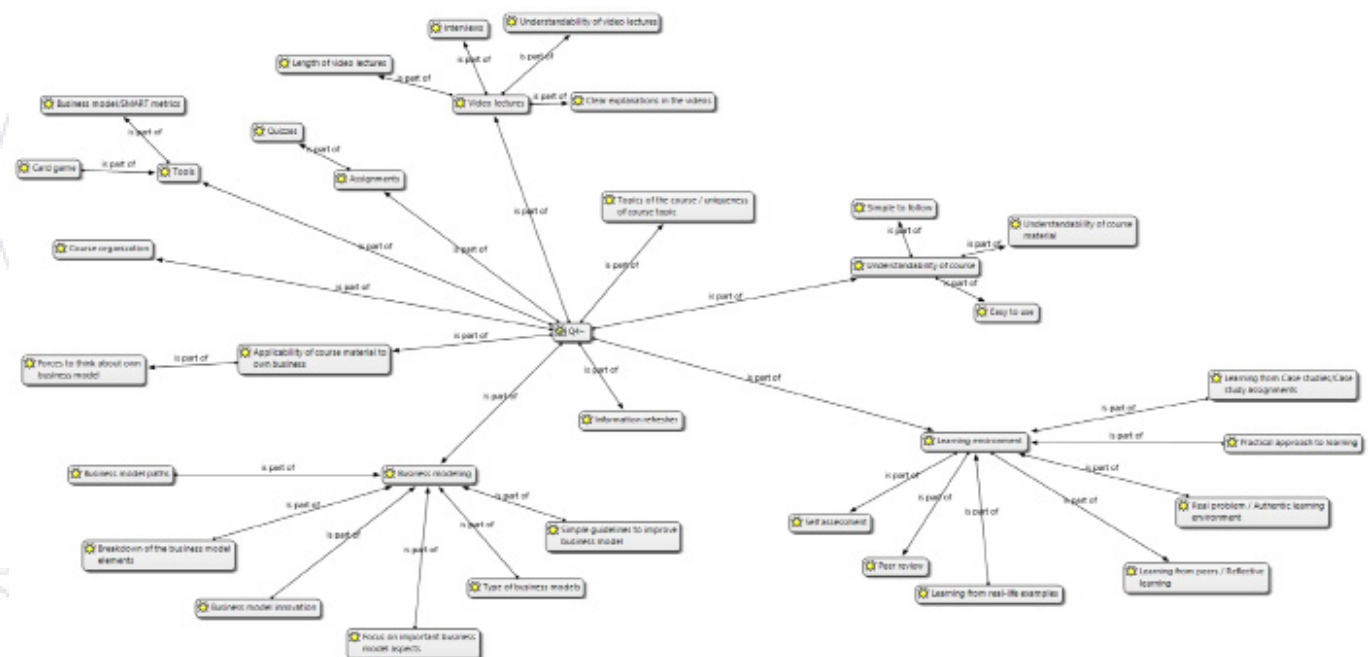 Interviews
Understandability of video lectures
is part of
is part of
Length of video lectures
is part of
Video lectures
is part of
Clear explanations in the videos
Business model/SMART metrics
is part of
Card game
is part of
Tools
Quizzes
is part of
Assignments
is part of
Topics of the course / uniqueness
of course topic
Simple to follow
Understandability of course
material
is part of
is part of
Understandability of course
is part of
Easy to use
Course organization
is part of
is part of
is part of
is part of
is part of
Q4~
is part of
Applicability of course material to
own business
is part of
Forces to think about own
business model
is part of
is part of
is part of
Information refresher
Learning from Case studies/Case
study assignments
is part of
Learning environment
is part of
Practical approach to learning
Business model paths
is part of
Business modeling
is part of
is part of
is part of
is part of
is part of
Breakdown of the business model
elements
Simple guidelines to improve
business model
Type of business models
Business model innovation
Focus on important business
model aspects
is part of
is part of
is part of
is part of
is part of
Self assessment
Real problem / Authentic learning
environment
Peer review
Learning from peers / Reflective
learning
Learning from real-life examples